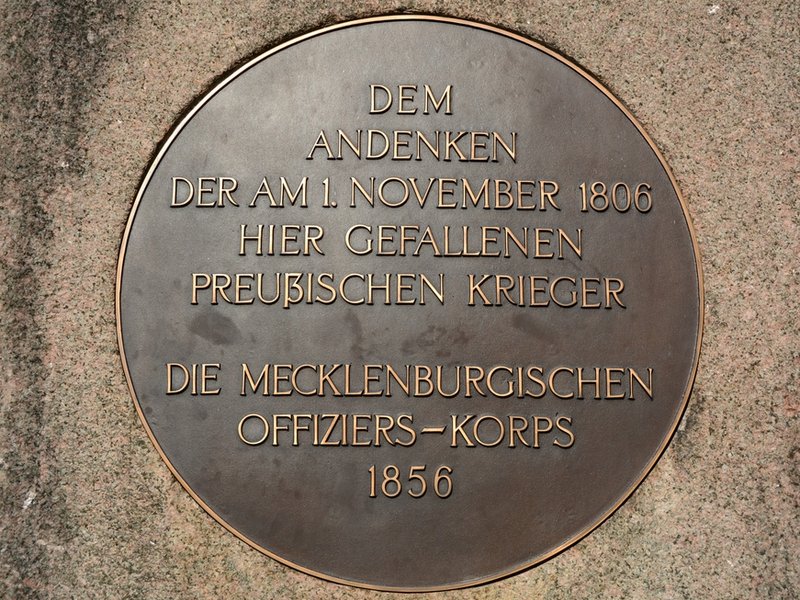 DEM
ANDENKEN
DER AM 1. NOVEMBER 1806
HIER GEFALLENEN
PREUßISCHEN KRIEGER
DIE MECKLENBURGISCHEN
OFFIZIERS-KORPS
1856